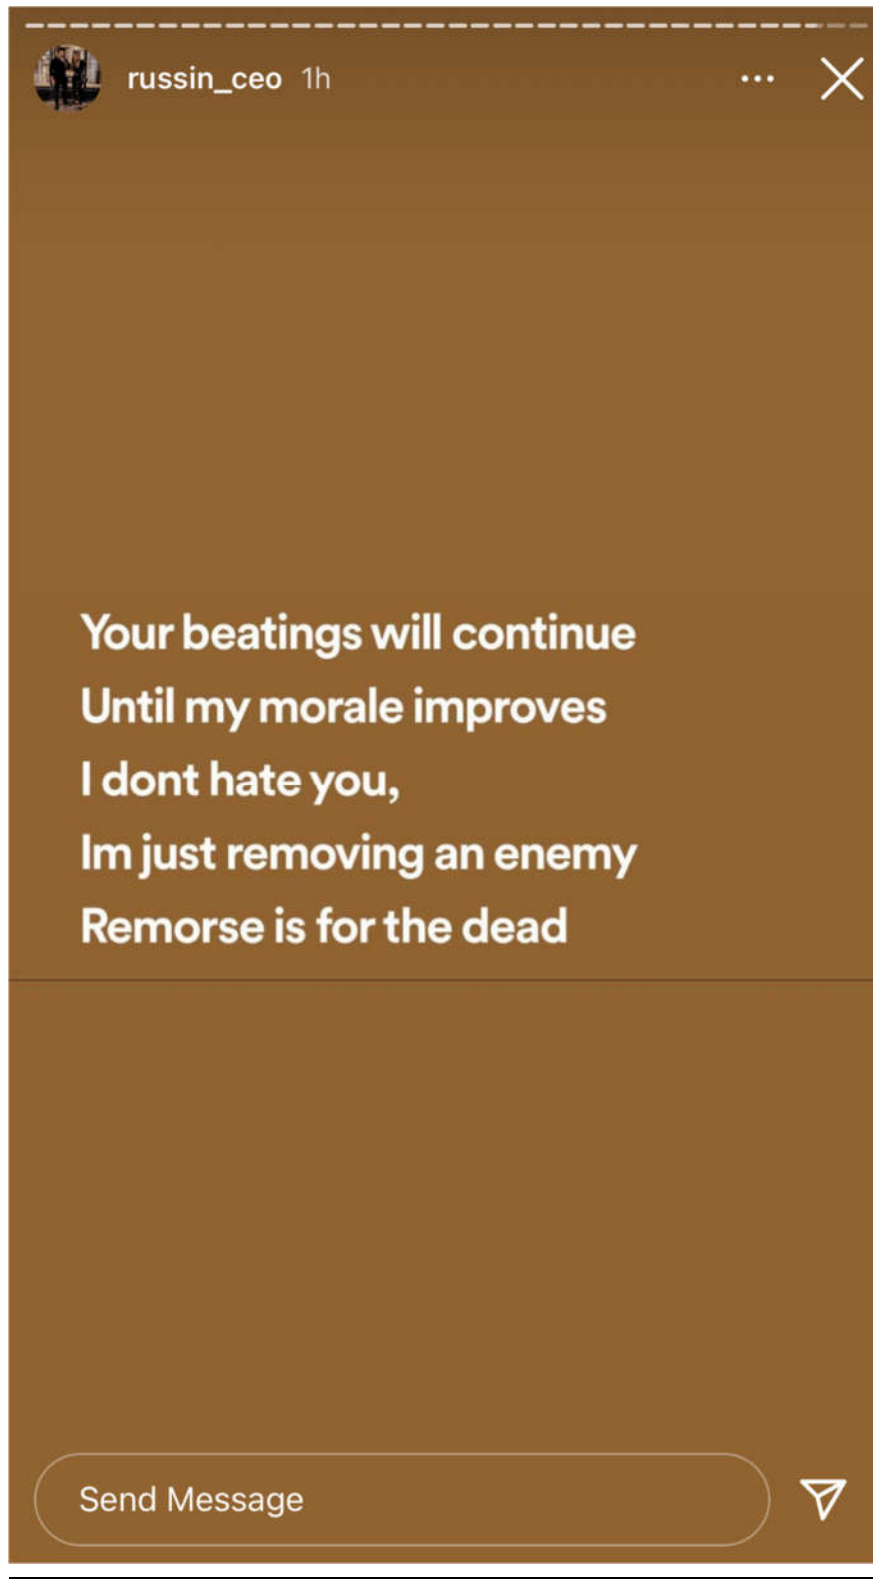 russin_ceo 1h
Your beatings will continue
Until my morale improves
I dont hate you,
Im just removing an enemy
Remorse is for the dead
Send Message